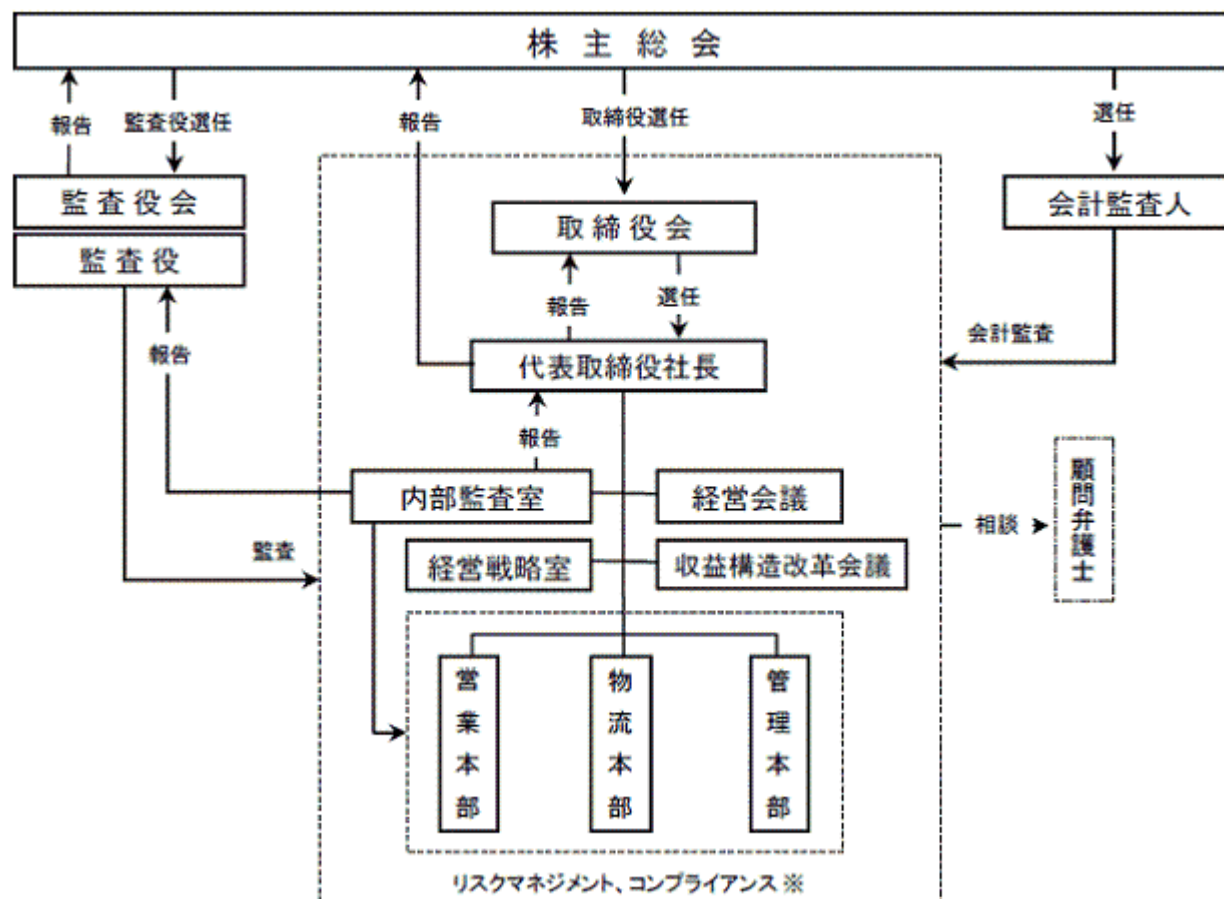 株主総会
報告
監査役選任
報告
取締役選任
選任
監査役会
監査役
取締役会
会計監査人
報告
選任
報告
会計監査
代表取締役社長
報告
内部監査室
経営会議
顧問弁護士
相談
監査
経営戦略室
収益構造改革会議
営業本部
物流本部
管理本部
リスクマネジメント、コンプライアンス ※